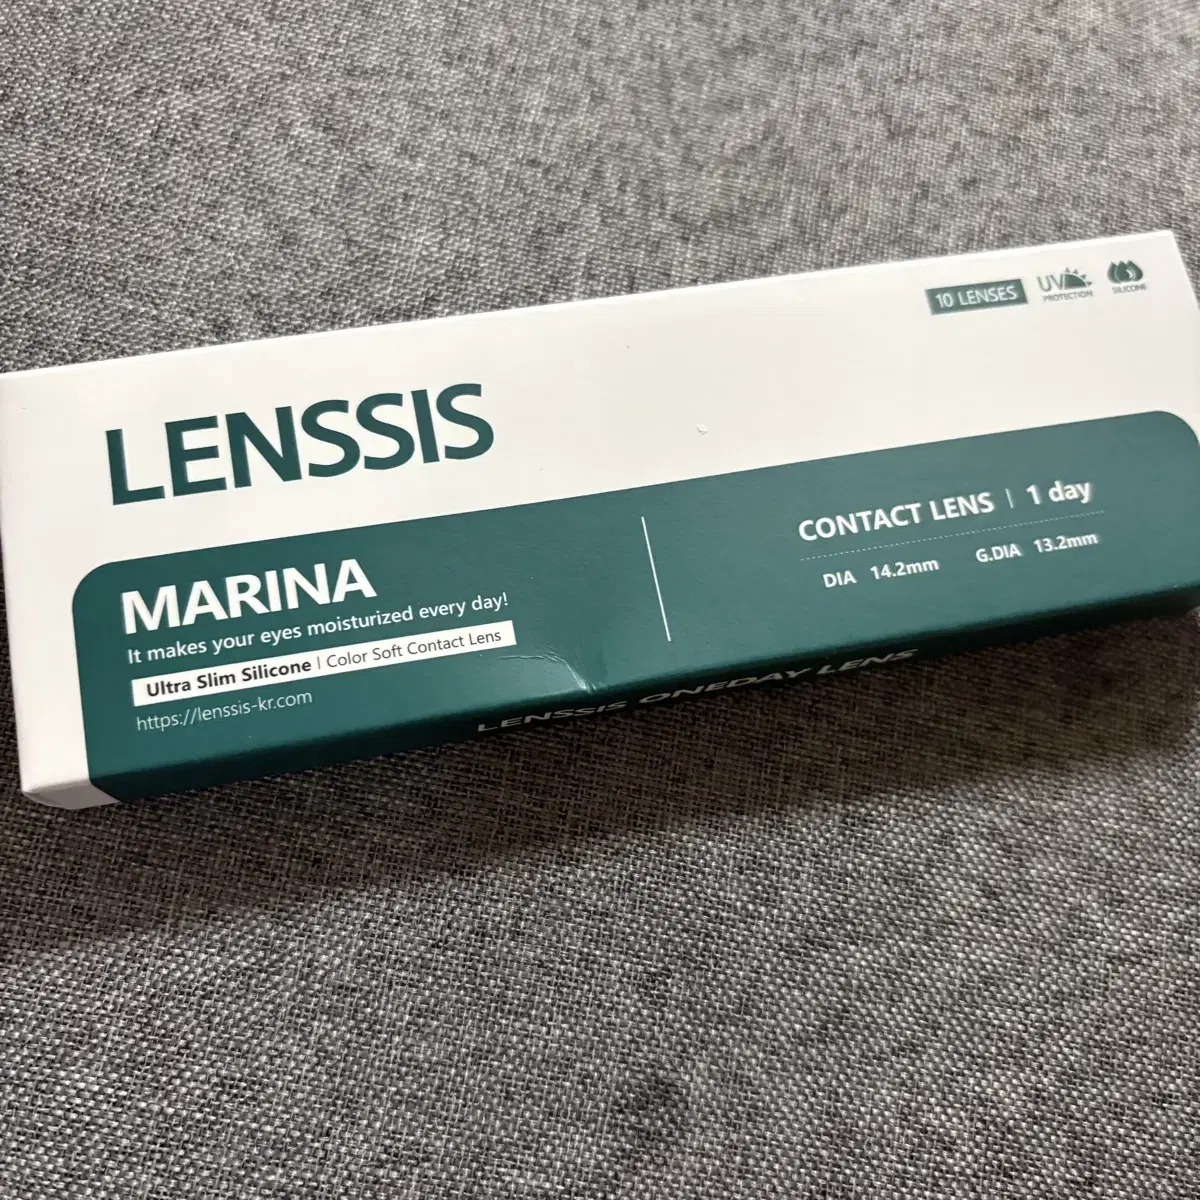 10 LENSES
UV
PROTECTION
SILICONE
LENSSIS
MARINA
It makes your eyes moisturized every day!
Ultra Slim Silicone | Color Soft Contact Lens
https://lenssis-kr.com
CONTACT LENS | 1 day
DIA 14.2mm G.DIA 13.2mm
LENSSIS ONEDAY LENS